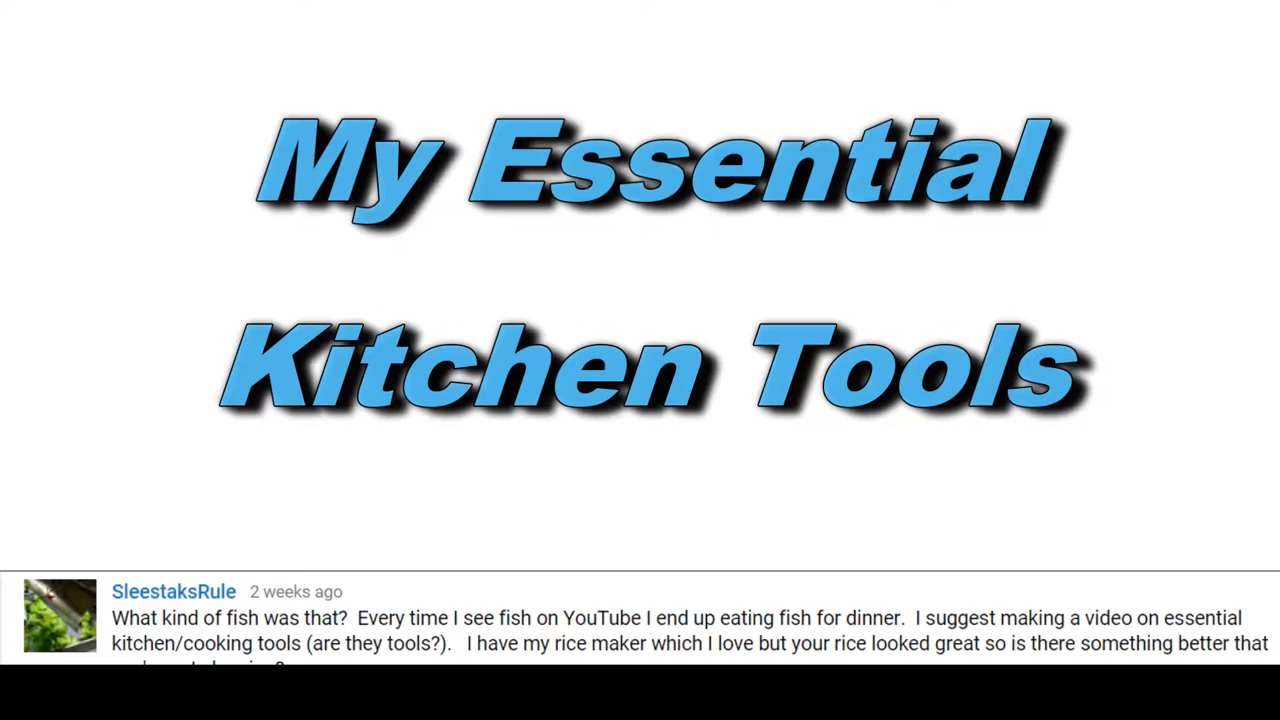 My Essential
Kitchen Tools
SleestaksRule 2 weeks ago
What kind of fish was that? Every time I see fish on YouTube I end up eating fish for dinner. I suggest making a video on essential
kitchen/cooking tools (are they tools?). I have my rice maker which I love but your rice looked great so is there something better that